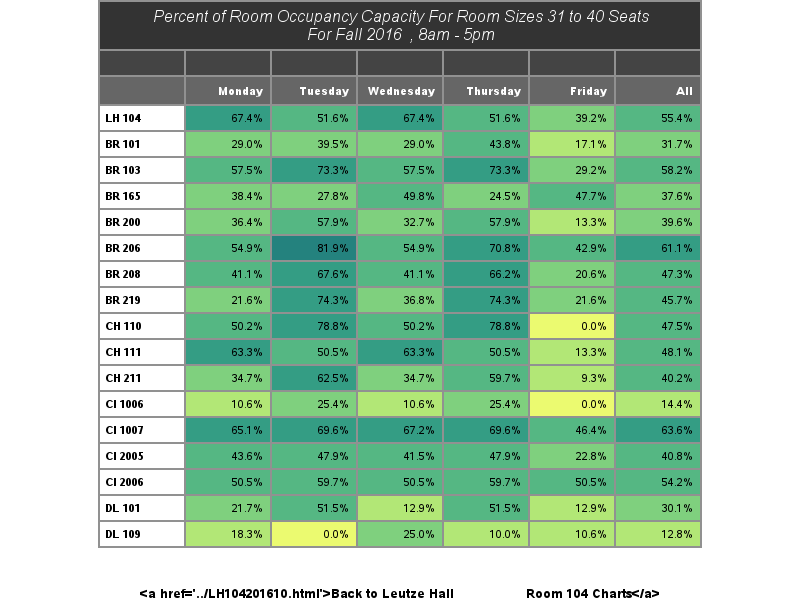 Percent of Room Occupancy Capacity For Room Sizes 31 to 40 Seats
For Fall 2016 , 8am - 5pm
Monday Tuesday Wednesday Thursday Friday All
LH 104 67.4% 51.6% 67.4% 51.6% 39.2% 55.4%
BR 101 29.0% 39.5% 29.0% 43.8% 17.1% 31.7%
BR 103 57.5% 73.3% 57.5% 73.3% 29.2% 58.2%
BR 165 38.4% 27.8% 49.8% 24.5% 47.7% 37.6%
BR 200 36.4% 57.9% 32.7% 57.9% 13.3% 39.6%
BR 206 54.9% 81.9% 54.9% 70.8% 42.9% 61.1%
BR 208 41.1% 67.6% 41.1% 66.2% 20.6% 47.3%
BR 219 21.6% 74.3% 36.8% 74.3% 21.6% 45.7%
CH 110 50.2% 78.8% 50.2% 78.8% 0.0% 47.5%
CH 111 63.3% 50.5% 63.3% 50.5% 13.3% 48.1%
CH 211 34.7% 62.5% 34.7% 59.7% 9.3% 40.2%
CI 1006 10.6% 25.4% 10.6% 25.4% 0.0% 14.4%
CI 1007 65.1% 69.6% 67.2% 69.6% 46.4% 63.6%
CI 2005 43.6% 47.9% 41.5% 47.9% 22.8% 40.8%
CI 2006 50.5% 59.7% 50.5% 59.7% 50.5% 54.2%
DL 101 21.7% 51.5% 12.9% 51.5% 12.9% 30.1%
DL 109 18.3% 0.0% 25.0% 10.0% 10.6% 12.8%
<a href='../LH104201610.html'>Back to Leutze Hall Room 104 Charts</a>